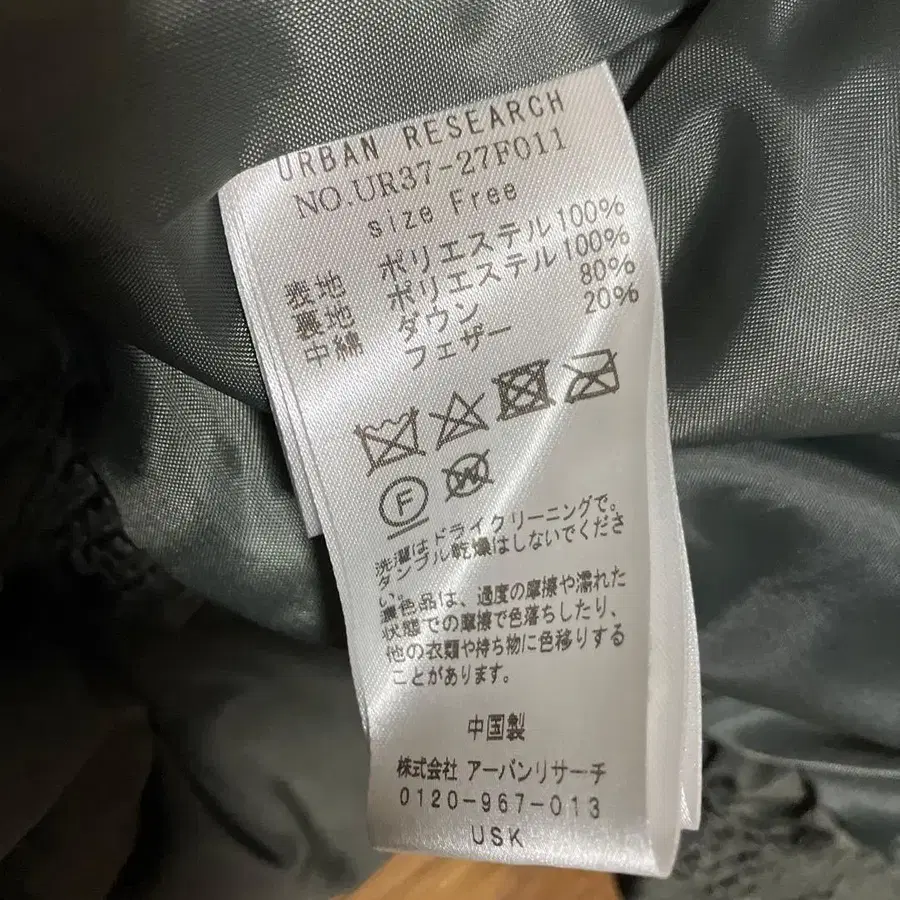 URBAN RESEARCH
NO.UR37-27F011
size Free
表地 ポリエステル100%
裏地 ポリエステル100%
中綿 ダウン 80%
フェザー 20%
F
W
洗濯はドライクリーニングで。
タンブル乾燥はしないでくださ
い。
濃色品は、過度の摩擦や濡れた
状態での摩擦で色落ちしたり、
他の衣類や持ち物に色移りする
ことがあります。
中国製
株式会社 アーバンリサーチ
0120-967-013
USK